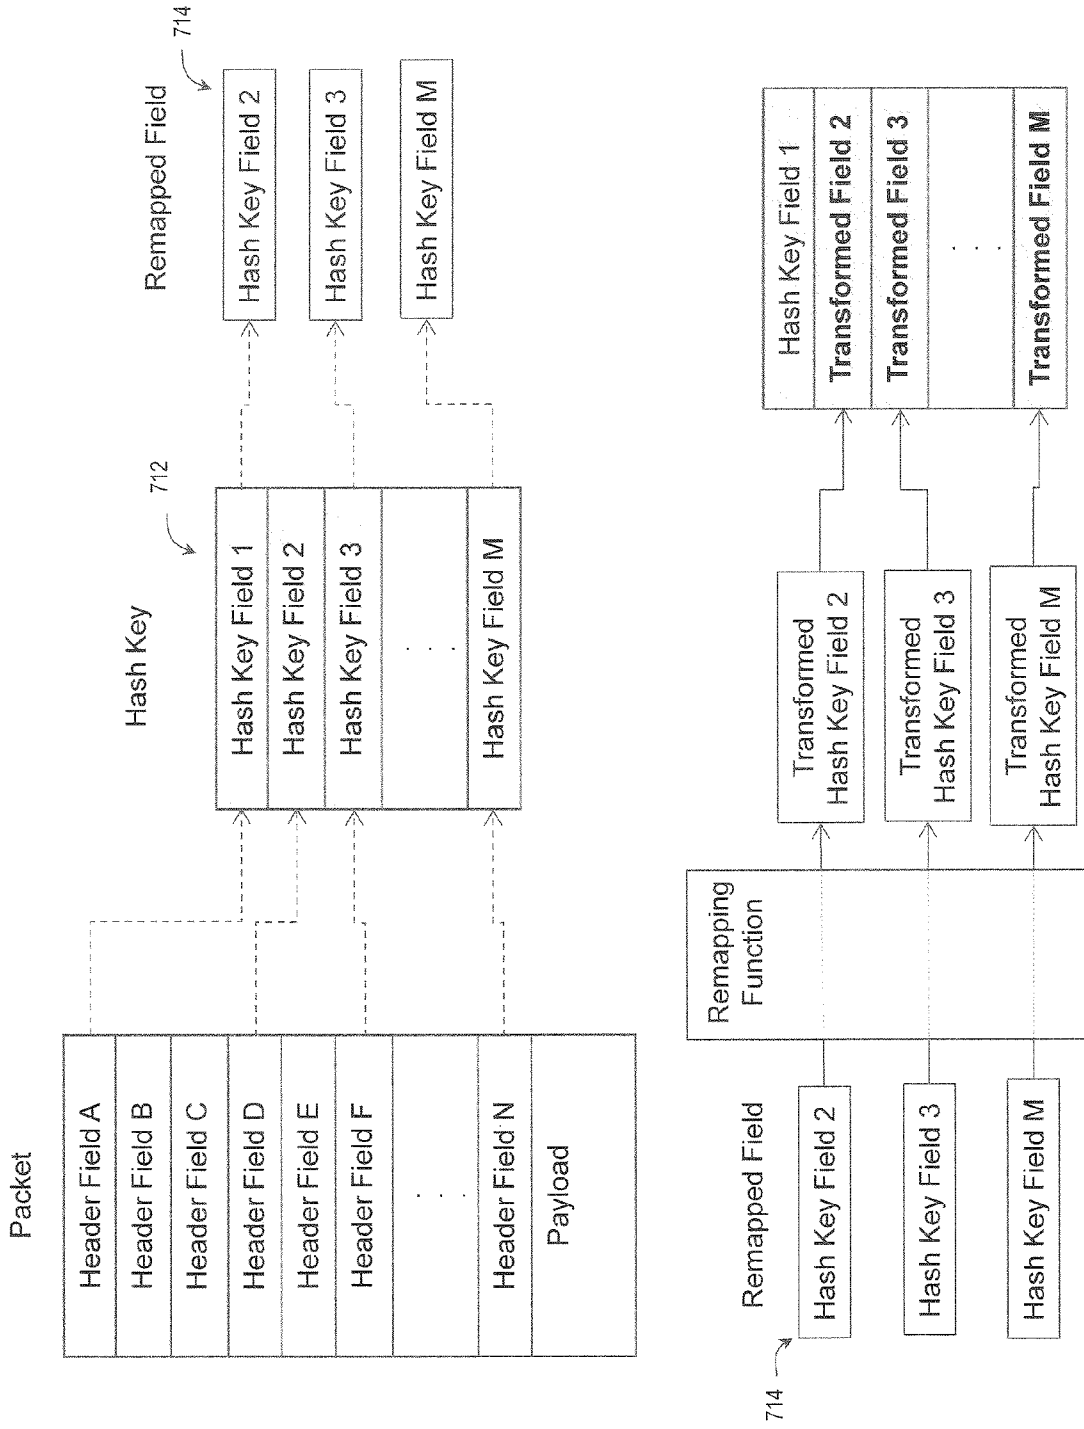 Packet
Header Field A
Header Field B
Header Field C
Header Field D
Header Field E
Header Field F
. . .
Header Field N
Payload
Hash Key
712
Hash Key Field 1
Hash Key Field 2
Hash Key Field 3
. . .
Hash Key Field M
Remapped Field
714
Hash Key Field 2
Hash Key Field 3
Hash Key Field M
Remapped Field
714
Hash Key Field 2
Hash Key Field 3
Hash Key Field M
Remapping
Function
Transformed
Hash Key Field 2
Transformed
Hash Key Field 3
Transformed
Hash Key Field M
Hash Key Field 1
Transformed Field 2
Transformed Field 3
. . .
Transformed Field M